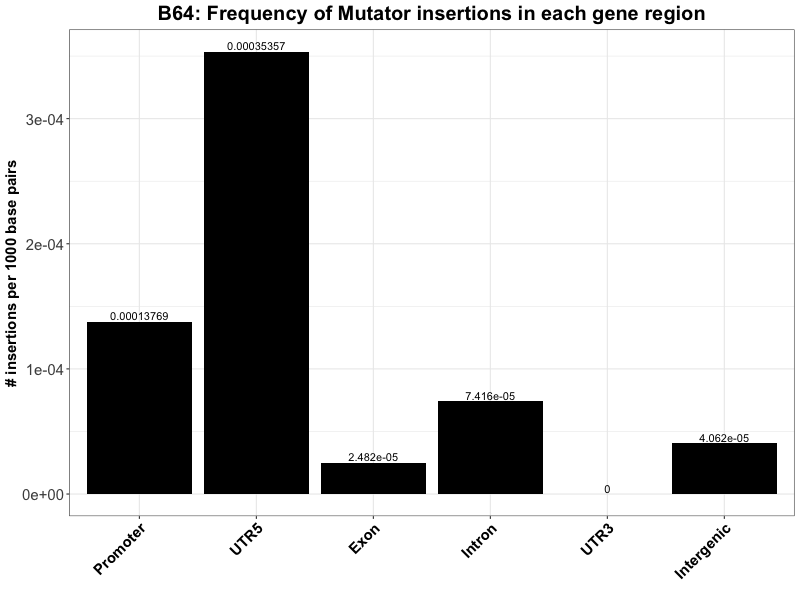 B64: Frequency of Mutator insertions in each gene region
# insertions per 1000 base pairs
3e-04
2e-04
1e-04
0e+00
0.00013769
0.00035357
2.482e-05
7.416e-05
0
4.062e-05
Promoter
UTR5
Exon
Intron
UTR3
Intergenic